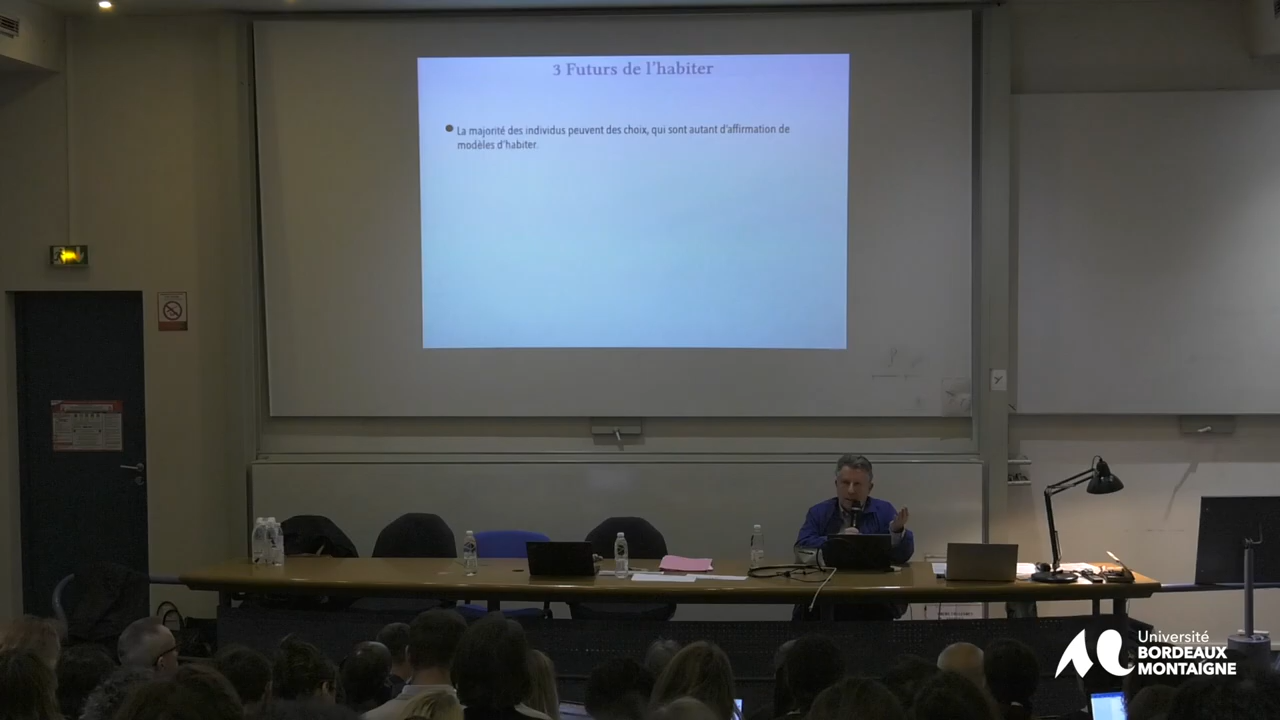 3 Futurs de l'habiter
La majorité des individus peuvent des choix, qui sont autant d'affirmation de
modèles d'habiter.
Université
BORDEAUX
MONTAIGNE